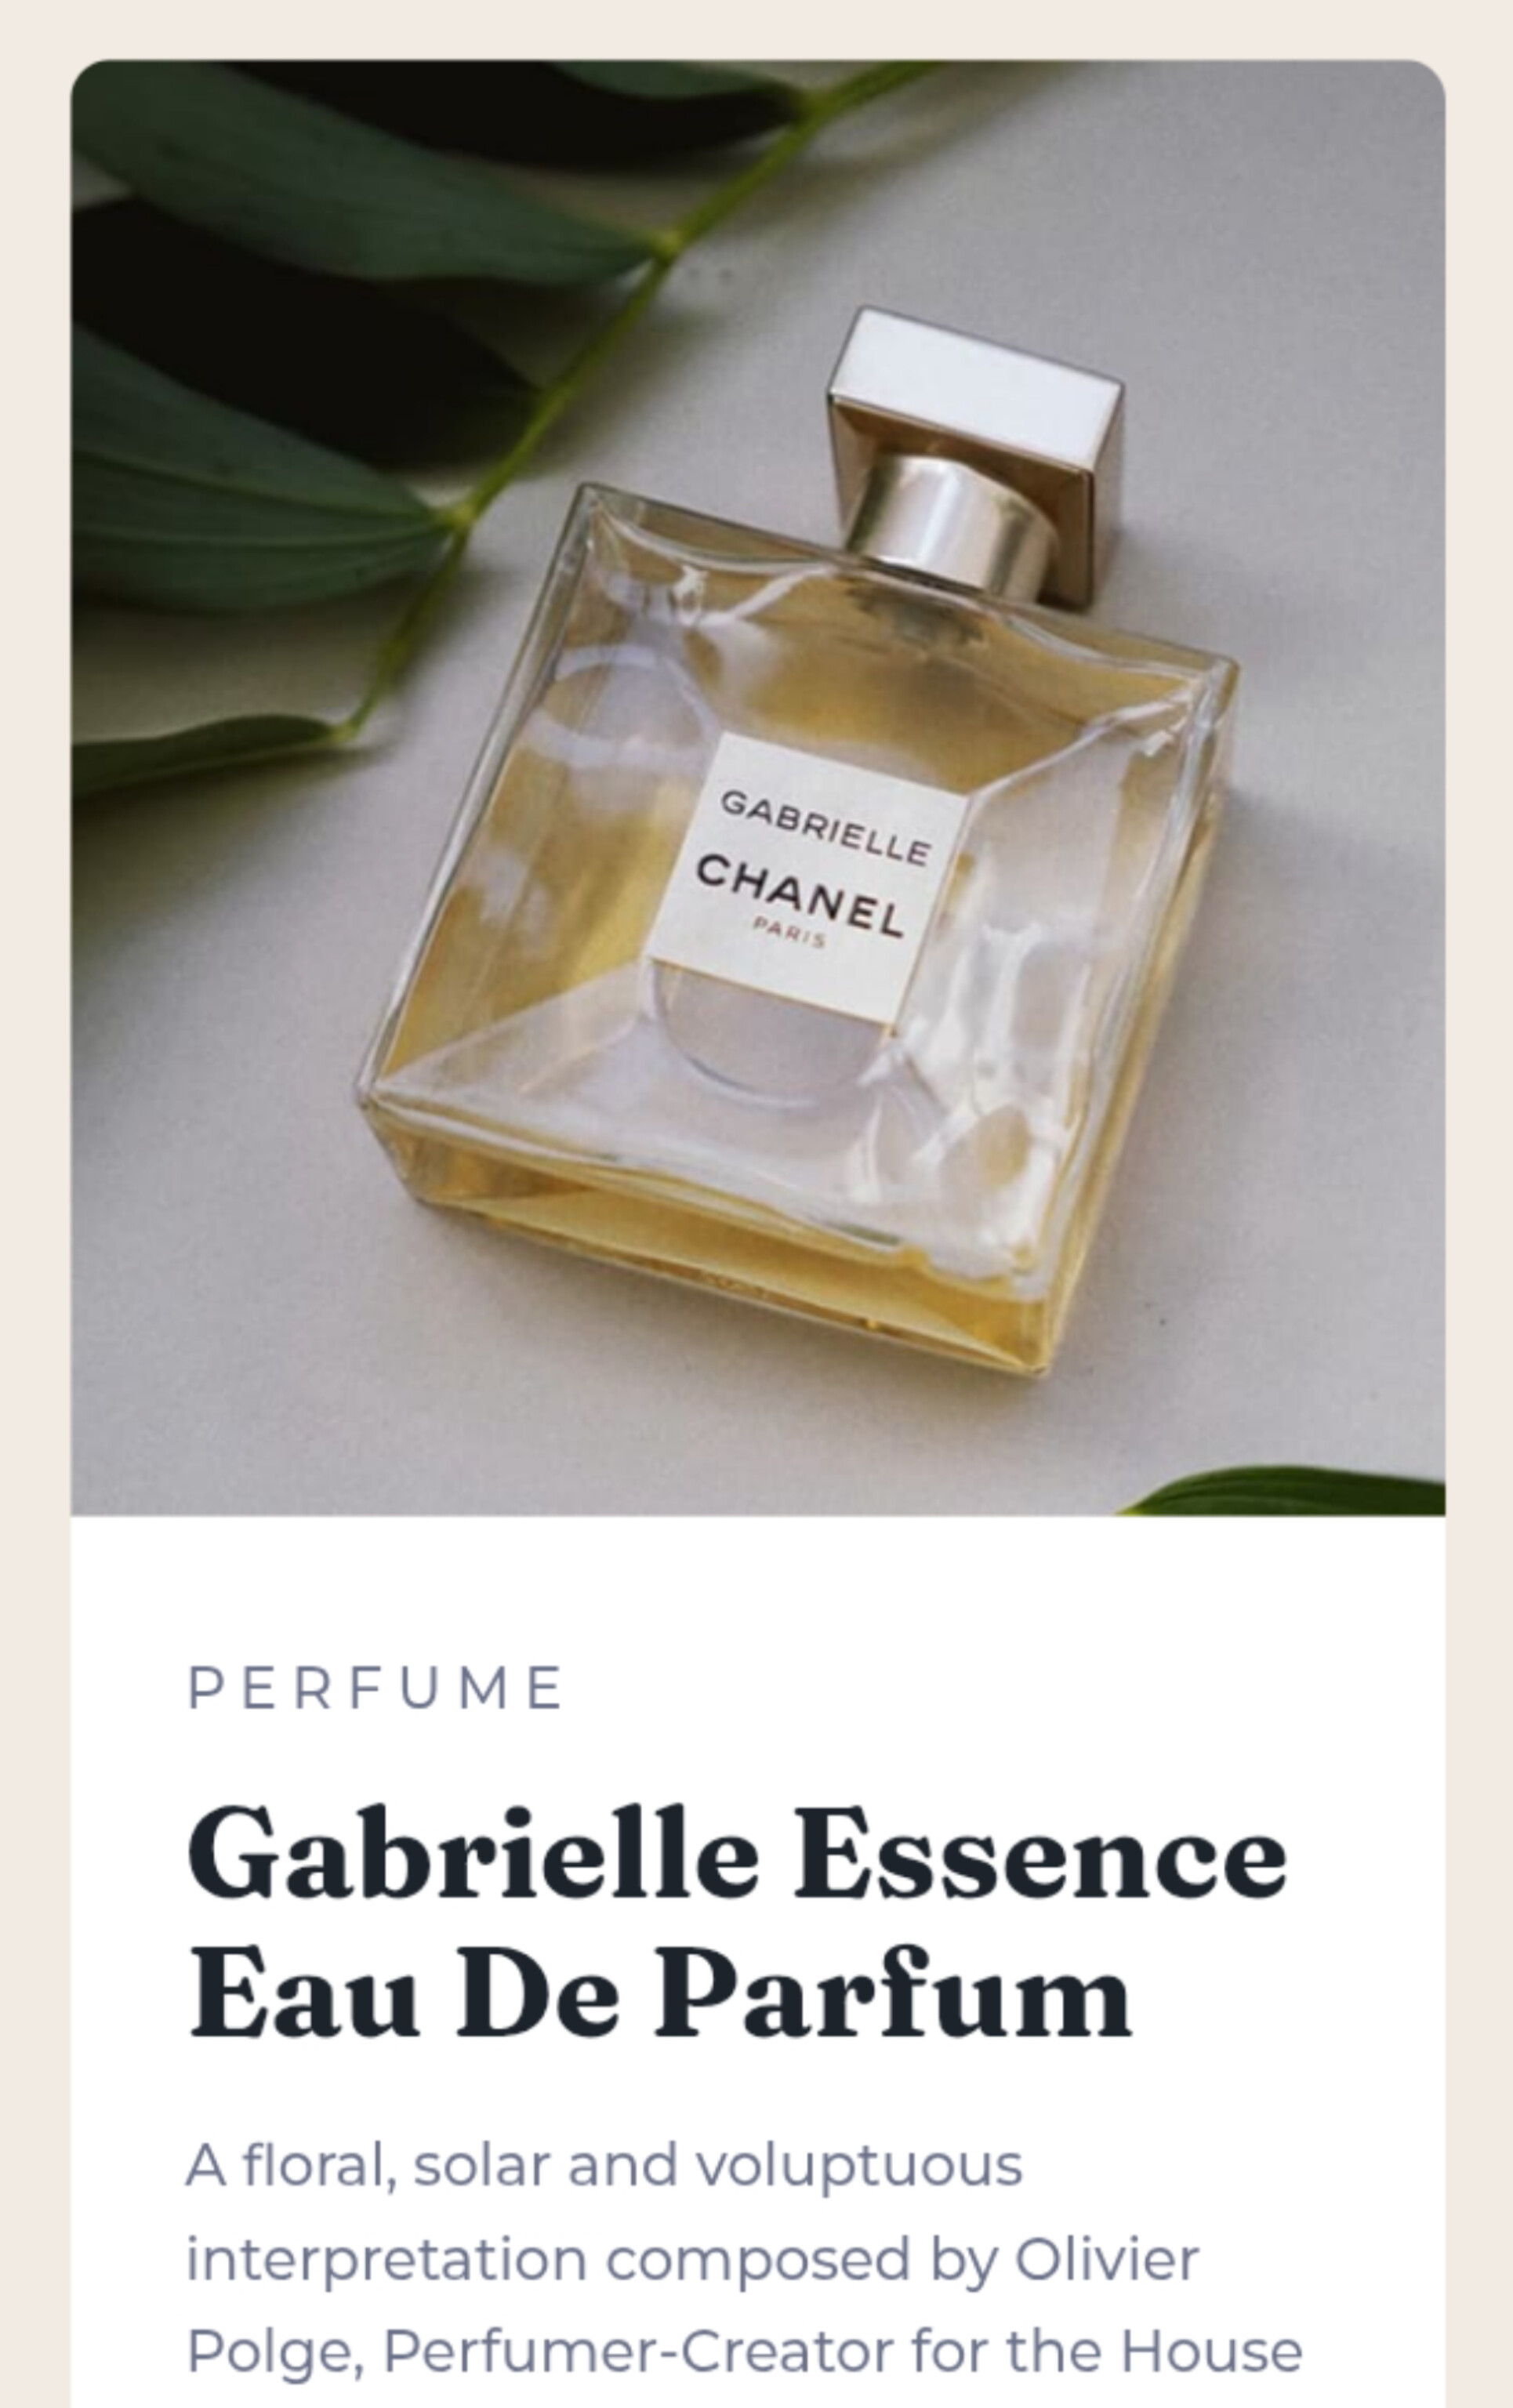 GABRIELLE
CHANEL
PARIS
PERFUME
Gabrielle Essence
Eau De Parfum
A floral, solar and voluptuous
interpretation composed by Olivier
Polge, Perfumer-Creator for the House